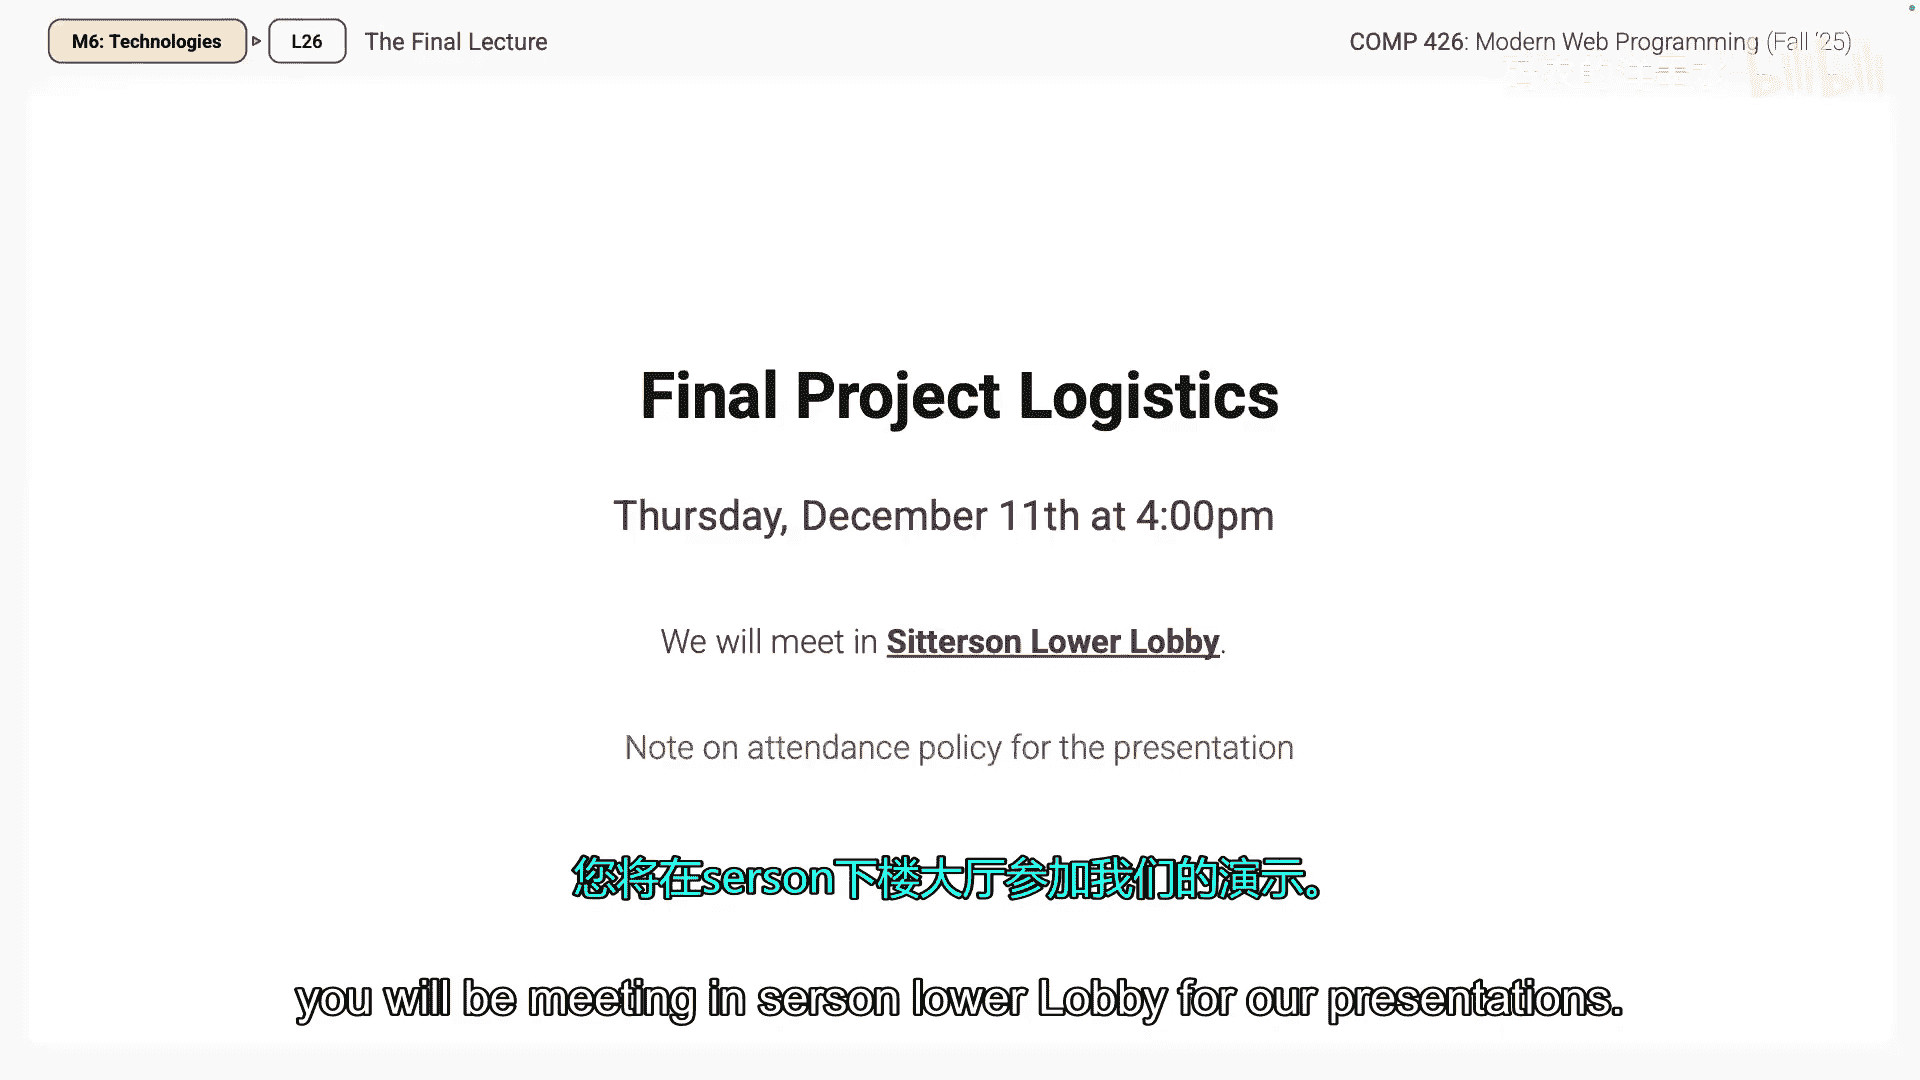 M6: Technologies
L26
The Final Lecture
COMP 426: Modern Web Programming (Fall '25)
bilibili
Final Project Logistics
Thursday, December 11th at 4:00pm
We will meet in Sitterson Lower Lobby.
Note on attendance policy for the presentation
您将在serson下楼大厅参加我们的演示。
you will be meeting in serson lower Lobby for our presentations.